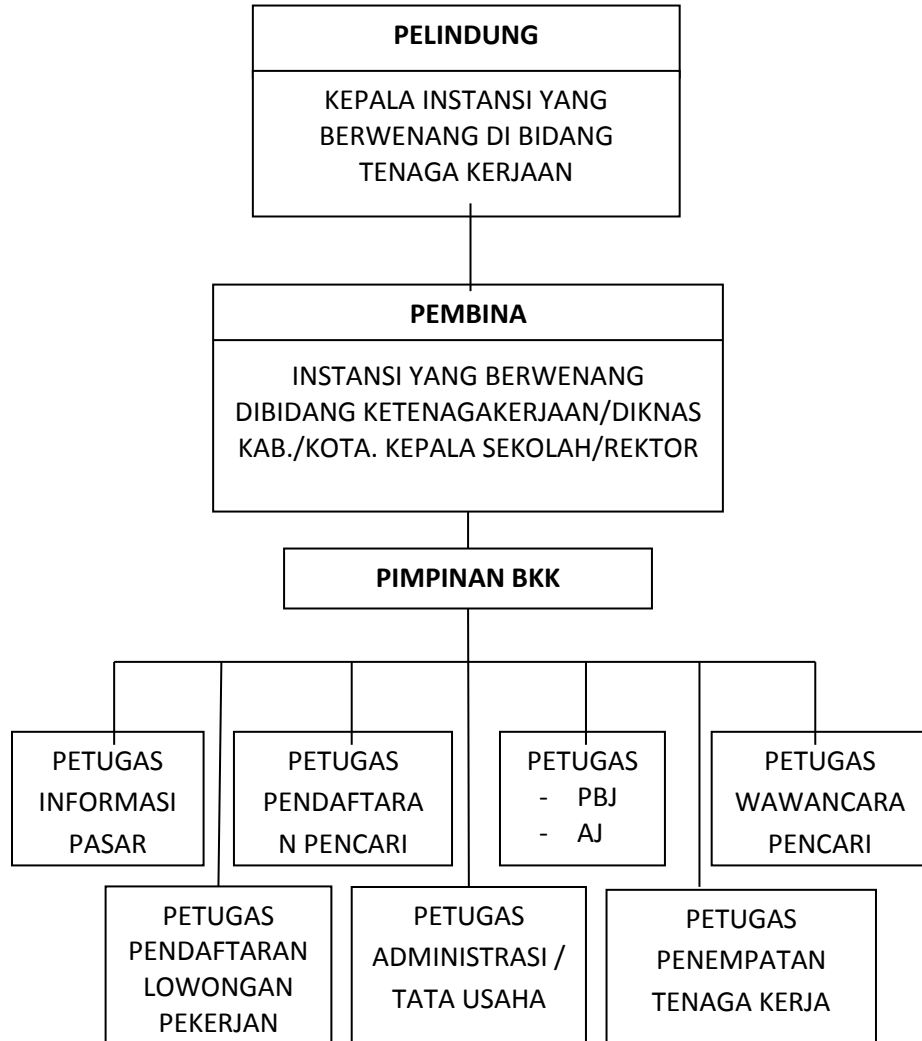 PELINDUNG
KEPALA INSTANSI YANG
BERWENANG DI BIDANG
TENAGA KERJAAN
PEMBINA
INSTANSI YANG BERWENANG
DIBIDANG KETENAGAKERJAAN/DIKNAS
KAB./KOTA. KEPALA SEKOLAH/REKTOR
PIMPINAN BKK
PETUGAS
INFORMASI
PASAR
PETUGAS
PENDAFTARA
N PENCARI
PETUGAS
- PBJ
- AJ
PETUGAS
WAWANCARA
PENCARI
PETUGAS
PENDAFTARAN
LOWONGAN
PEKERJAN
PETUGAS
ADMINISTRASI /
TATA USAHA
PETUGAS
PENEMPATAN
TENAGA KERJA